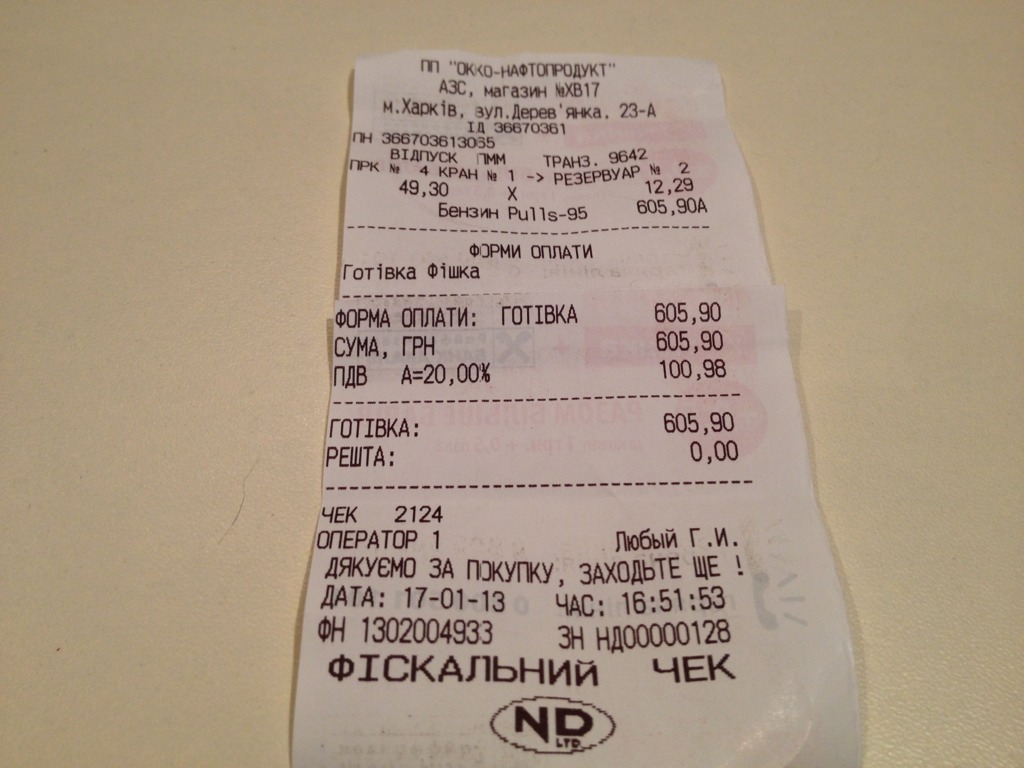 ПП "ОККО-НАФТОПРОДУКТ"
АЗС, магазин №ХВ17
м.Харків, вул.Дерев'янка, 23-А
ІД 36670361
ПН 366703613065
ВІДПУСК ПММ ТРАНЗ. 9642
ПРК № 4 КРАН № 1 -> РЕЗЕРВУАР № 2
49,30 X 12,29
Бензин Pulls-95 605,90А
ФОРМИ ОПЛАТИ
Готівка Фішка
ФОРМА ОПЛАТИ: ГОТІВКА 605,90
СУМА, ГРН 605,90
ПДВ А=20,00% 100,98
ГОТІВКА: 605,90
РЕШТА: 0,00
ЧЕК 2124
ОПЕРАТОР 1 Любый Г.И.
ДЯКУЄМО ЗА ПОКУПКУ, ЗАХОДЬТЕ ЩЕ !
ДАТА: 17-01-13 ЧАС: 16:51:53
ФН 1302004933 ЗН НД00000128
ФІСКАЛЬНИЙ ЧЕК
ND
LTD.